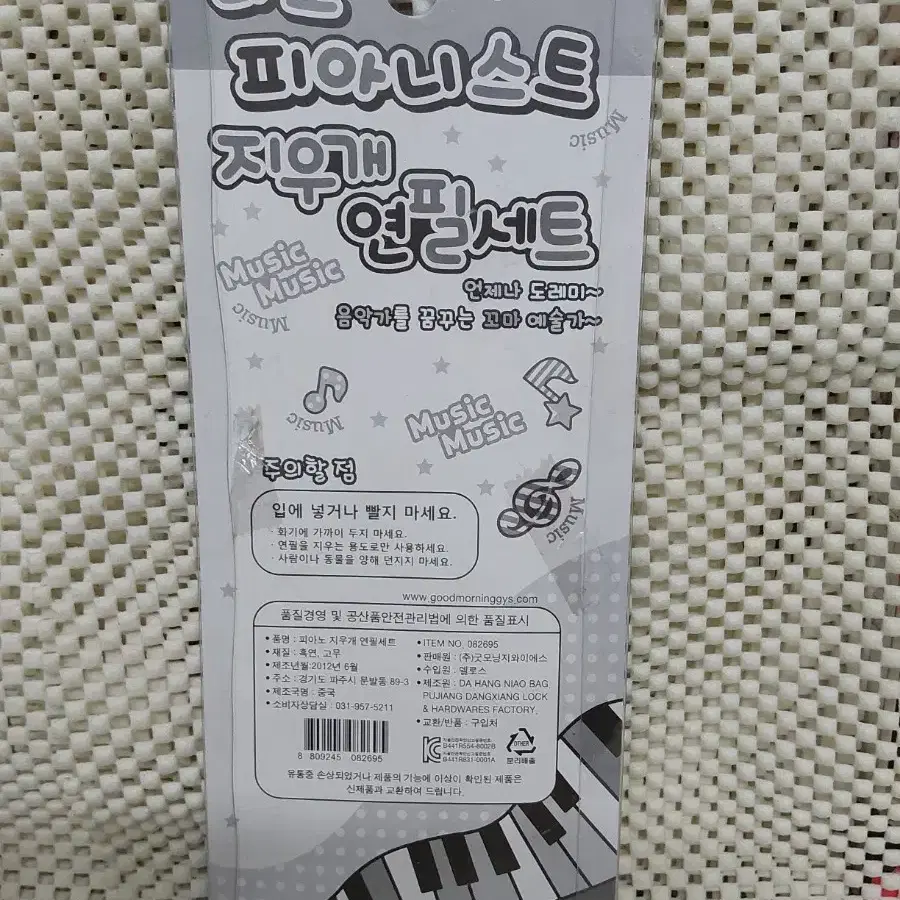 피아니스트
지우개
연필세트
Music
Music
Music
Music
언제나 도레미~
음악가를 꿈꾸는 꼬마 예술가~
Music
Music
Music
Music
주의할 점
입에 넣거나 빨지 마세요.
· 화기에 가까이 두지 마세요.
· 연필을 지우는 용도로만 사용하세요.
· 사람이나 동물을 향해 던지지 마세요.
www.goodmorninggys.com
품질경영 및 공산품안전관리법에 의한 품질표시
• 품명 : 피아노 지우개 연필세트
• 재질 : 흑연, 고무
• 제조년월:2012년 6월
• 주소 : 경기도 파주시 문발동 89-3
• 제조국명 : 중국
• 소비자상담실 : 031-957-5211
• ITEM NO. 082695
• 판매원 : (주)굿모닝지와이에스
• 수입원 : 델로스
• 제조원 : DA HANG NIAO BAG
PUJIANG DANGXIANG LOCK
& HARDWARES FACTORY.
• 교환/반품 : 구입처
8 809245 082695
B441R554-8002B
B441R831-0001A
OTHER
분리배출
유통중 손상되었거나 제품의 기능에 이상이 확인된 제품은
신제품과 교환하여 드립니다.